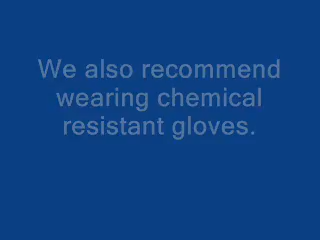 We also recommend
wearing chemical
resistant gloves.